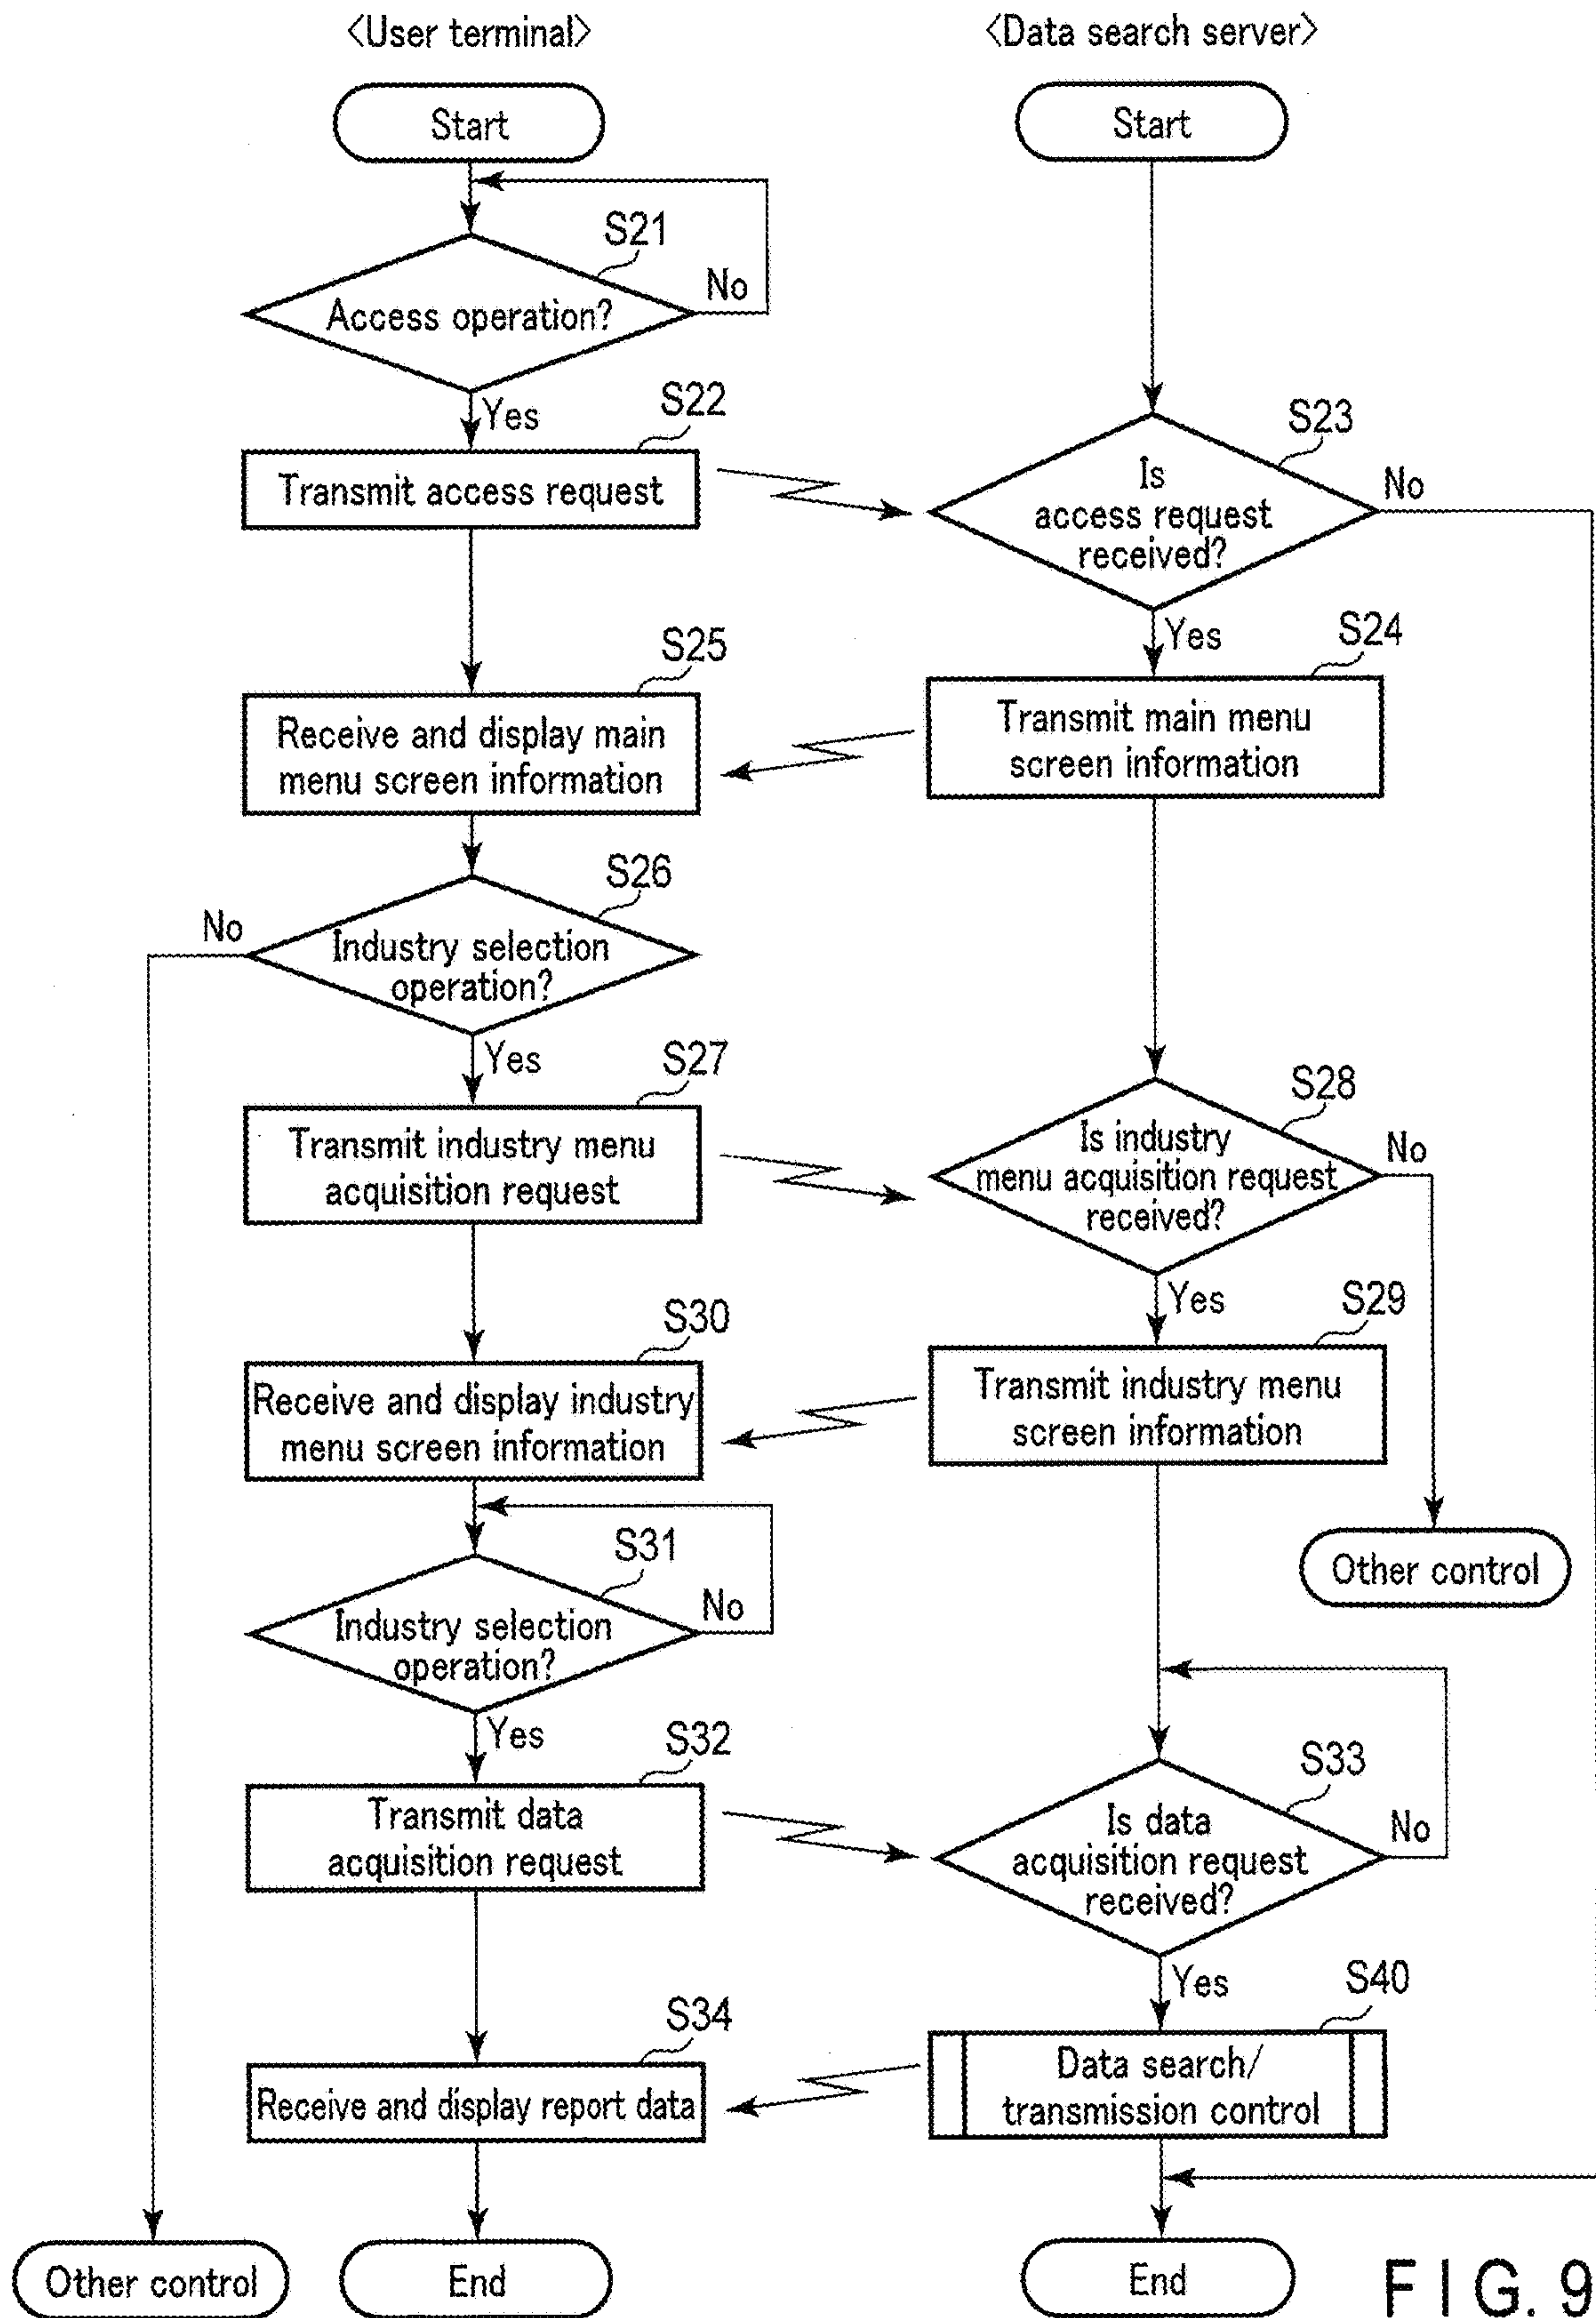 <User terminal>
<Data search server>
Start
Start
S21
Access operation?
No
Yes
S22
Transmit access request
S23
Is
access request
received?
No
Yes
S24
Transmit main menu
screen information
S25
Receive and display main
menu screen information
S26
Industry selection
operation?
No
Yes
S27
Transmit industry menu
acquisition request
S28
Is industry
menu acquisition request
received?
No
Yes
S29
Transmit industry menu
screen information
S30
Receive and display industry
menu screen information
Other control
S31
Industry selection
operation?
No
Yes
S32
Transmit data
acquisition request
S33
Is data
acquisition request
received?
No
Yes
S40
Data search/
transmission control
S34
Receive and display report data
Other control
End
End
FIG. 9